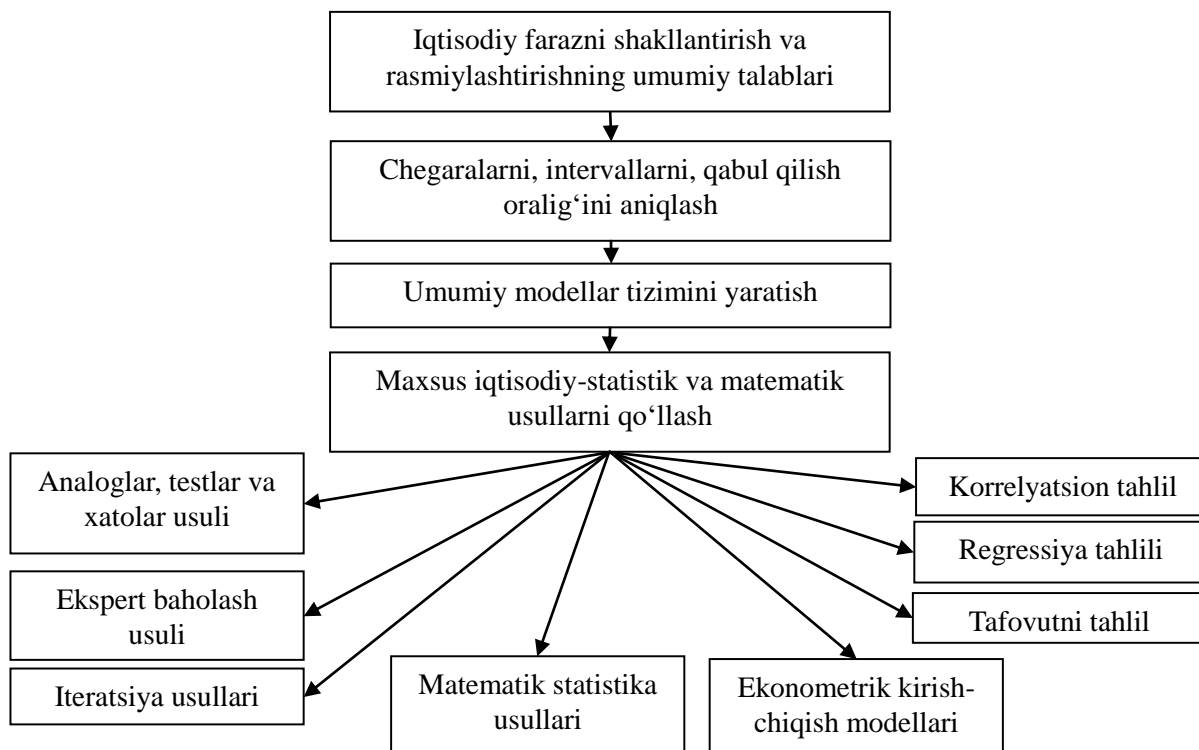 Iqtisodiy farazni shakllantirish va
rasmiylashtirishning umumiy talablari
Chegaralarni, intervallarni, qabul qilish
oralig‘ini aniqlash
Umumiy modellar tizimini yaratish
Maxsus iqtisodiy-statistik va matematik
usullarni qo‘llash
Analoglar, testlar va
xatolar usuli
Ekspert baholash
usuli
Iteratsiya usullari
Matematik statistika
usullari
Ekonometrik kirish-
chiqish modellari
Korrelyatsion tahlil
Regressiya tahlili
Tafovutni tahlil